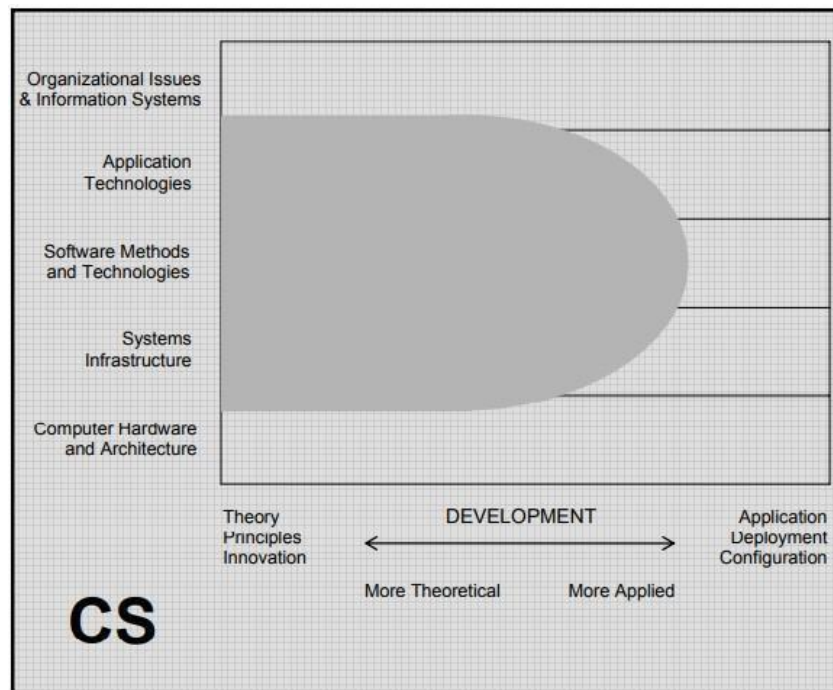 Organizational Issues
& Information Systems
Application
Technologies
Software Methods
and Technologies
Systems
Infrastructure
Computer Hardware
and Architecture
Theory
Principles
Innovation
DEVELOPMENT
Application
Deployment
Configuration
More Theoretical
More Applied
CS